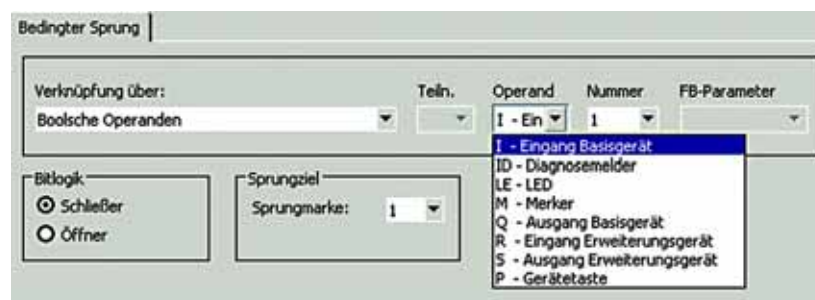 Bedingter Sprung
Verknüpfung über: Teiln. Operand Nummer FB-Parameter
Boolsche Operanden I - Ein 1
I - Eingang Basisgerät
ID - Diagnosemelder
LE - LED
M - Merker
Q - Ausgang Basisgerät
R - Eingang Erweiterungsgerät
S - Ausgang Erweiterungsgerät
P - Gerätetaste
Bitlogik
Schließer
Öffner
Sprungziel
Sprungmarke: 1